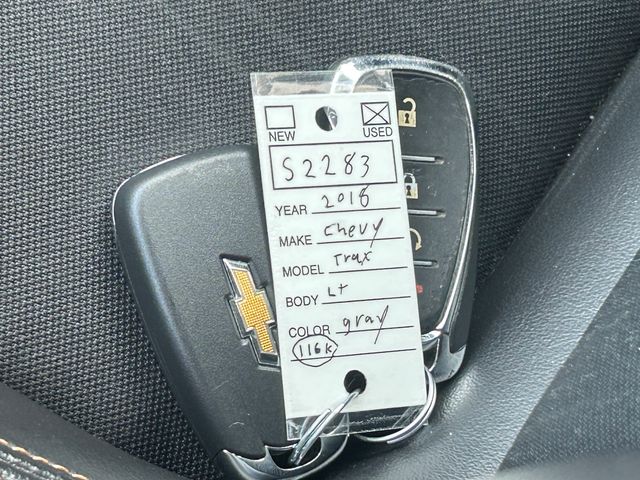 NEW USED
S2283
YEAR 2018
MAKE Chevy
MODEL Trax
BODY Lt
COLOR gray
116K